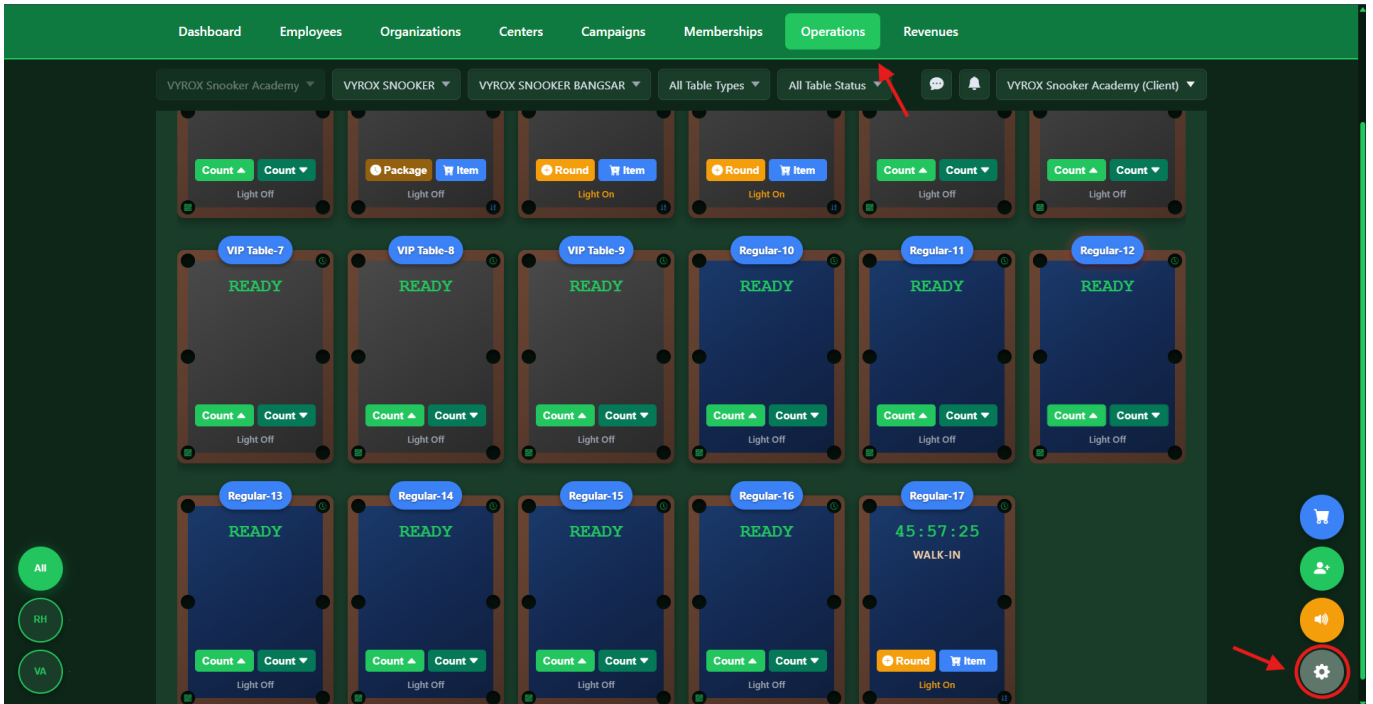 Dashboard Employees Organizations Centers Campaigns Memberships Operations Revenues
VYROX Snooker Academy VYROX SNOOKER VYROX SNOOKER BANGSAR All Table Types All Table Status VYROX Snooker Academy (Client)
Count Count Package Item Round Item Round Item Count Count Count Count
Light Off Light Off Light On Light On Light Off Light Off
VIP Table-7 VIP Table-8 VIP Table-9 Regular-10 Regular-11 Regular-12
READY READY READY READY READY READY
Count Count Count Count Count Count Count Count Count Count Count Count
Light Off Light Off Light Off Light Off Light Off Light Off
Regular-13 Regular-14 Regular-15 Regular-16 Regular-17
READY READY READY READY 45:57:25
WALK-IN
All
RH
Count Count Count Count Count Count Count Count Round Item
VA
Light Off Light Off Light Off Light Off Light On